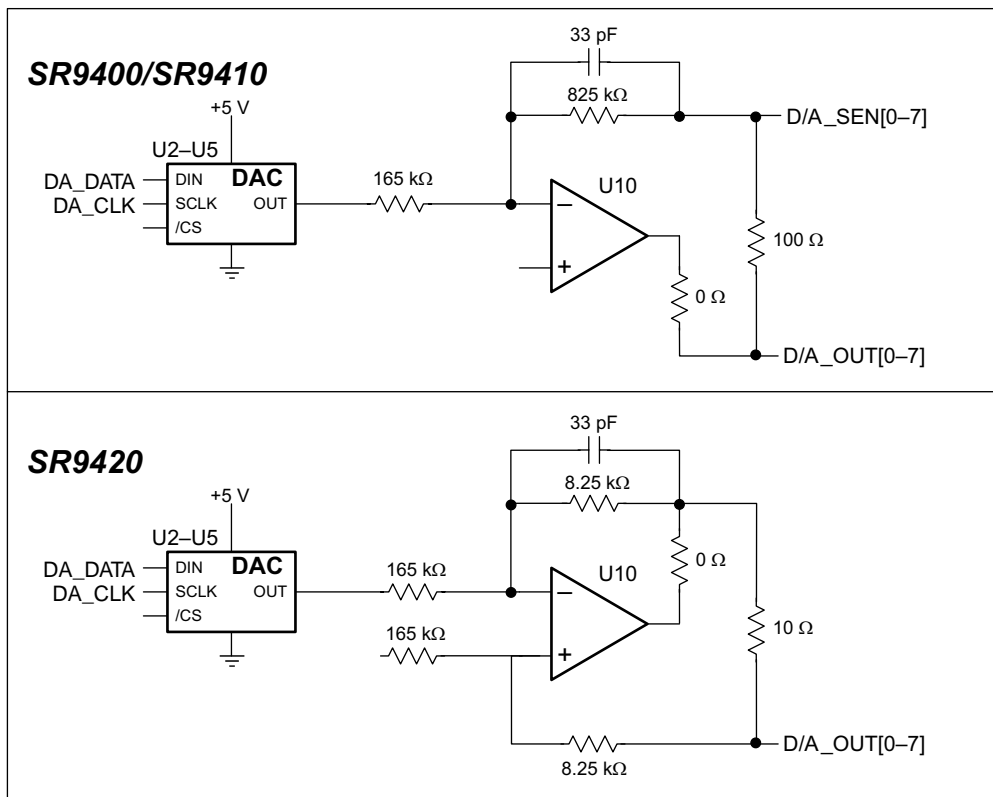 SR9400/SR9410
33 pF
825 kΩ
D/A_SEN[0–7]
+5 V
U2–U5
DAC
DA_DATA
DIN
DA_CLK
SCLK
OUT
/CS
165 kΩ
U10
−
+
100 Ω
0 Ω
D/A_OUT[0–7]
SR9420
33 pF
8.25 kΩ
+5 V
U2–U5
DAC
DA_DATA
DIN
DA_CLK
SCLK
OUT
/CS
165 kΩ
U10
0 Ω
−
+
165 kΩ
10 Ω
D/A_OUT[0–7]
8.25 kΩ